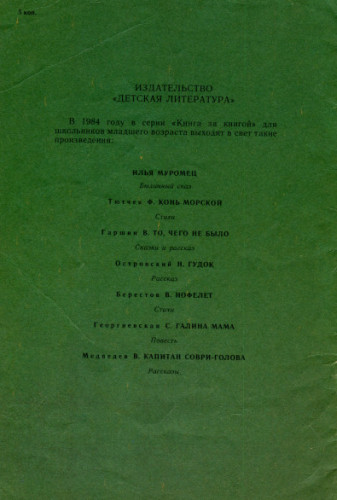 5 коп.
ИЗДАТЕЛЬСТВО
«ДЕТСКАЯ ЛИТЕРАТУРА»
В 1984 году в серии «Книга за книгой» для
школьников младшего возраста выходят в свет такие
произведения:
ИЛЬЯ МУРОМЕЦ
Былинный сказ
Тютчев Ф. КОНЬ МОРСКОЙ
Стихи
Гаршин В. ТО, ЧЕГО НЕ БЫЛО
Сказки и рассказ
Островский Н. ГУДОК
Рассказ
Берестов В. ИОФЕЛЕТ
Стихи
Георгиевская С. ГАЛИНА МАМА
Повесть
Медведев В. КАПИТАН СОВРИ-ГОЛОВА
Рассказы